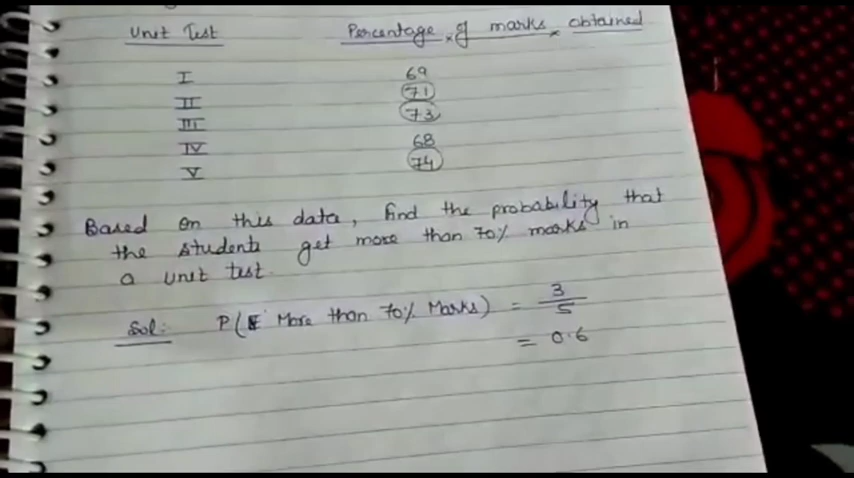 Unit Test Percentage of marks obtained
I 69
II 71
III 73
IV 68
V 74
Based on this data, find the probability that
the students get more than 70% marks in
a unit test.
Sol: P(E More than 70% Marks) = 3/5
= 0.6